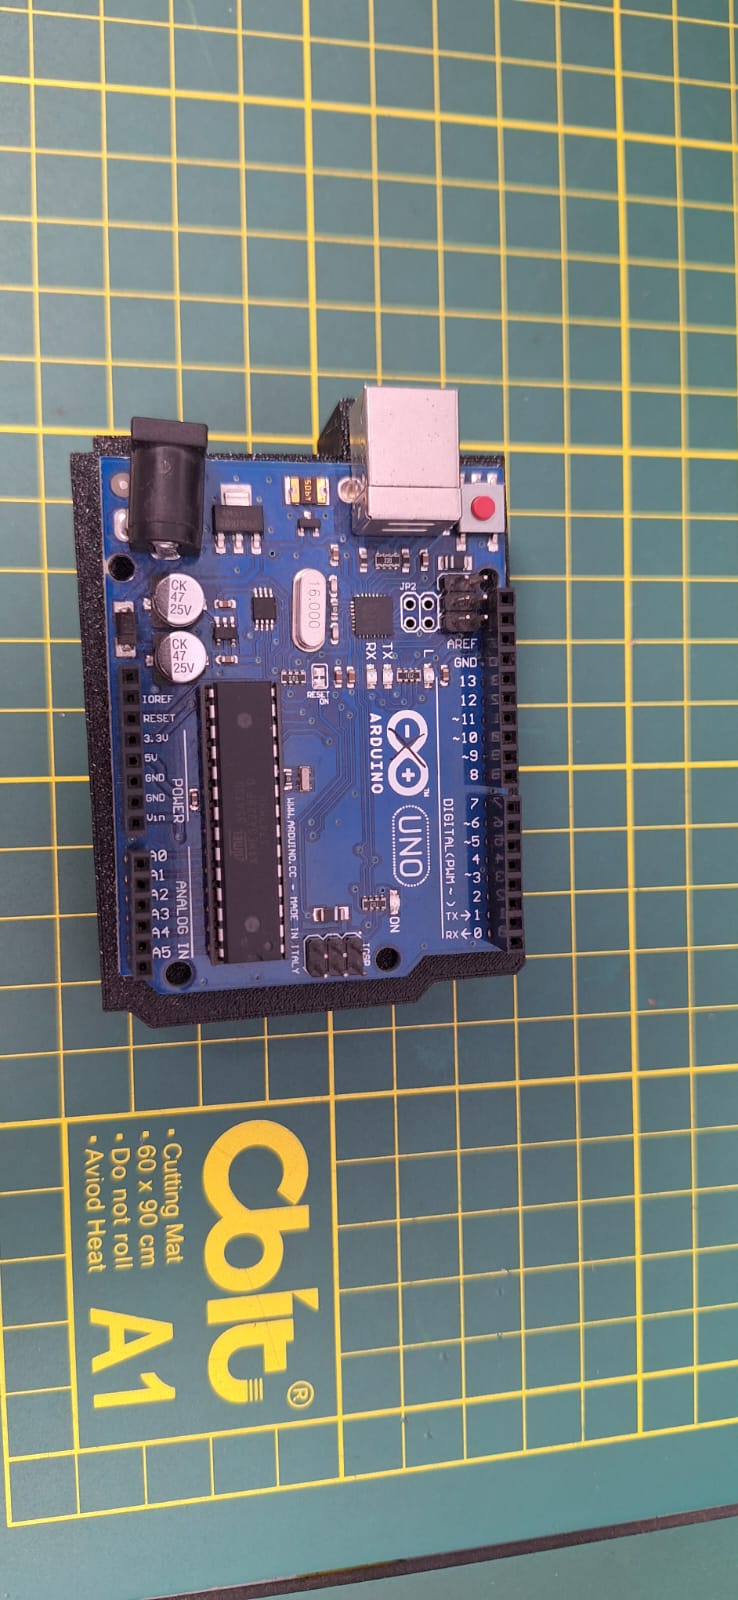 CK
47
25V
CK
47
25V
16.000
JP2
TX
RX
L
RESET
ON
AREF
GND
13
12
~11
~10
~9
8
7
~6
~5
4
~3
2
TX→1
RX←0
DIGITAL(PWM ~)
ARDUINO
UNO
TM
ON
ICSP
WWW.ARDUINO.CC - MADE IN ITALY
IOREF
RESET
3.3V
5V
GND
GND
Vin
POWER
A0
A1
A2
A3
A4
A5
ANALOG IN
Cbit®
• Cutting Mat
• 60 x 90 cm
• Do not roll
• Aviod Heat
A1